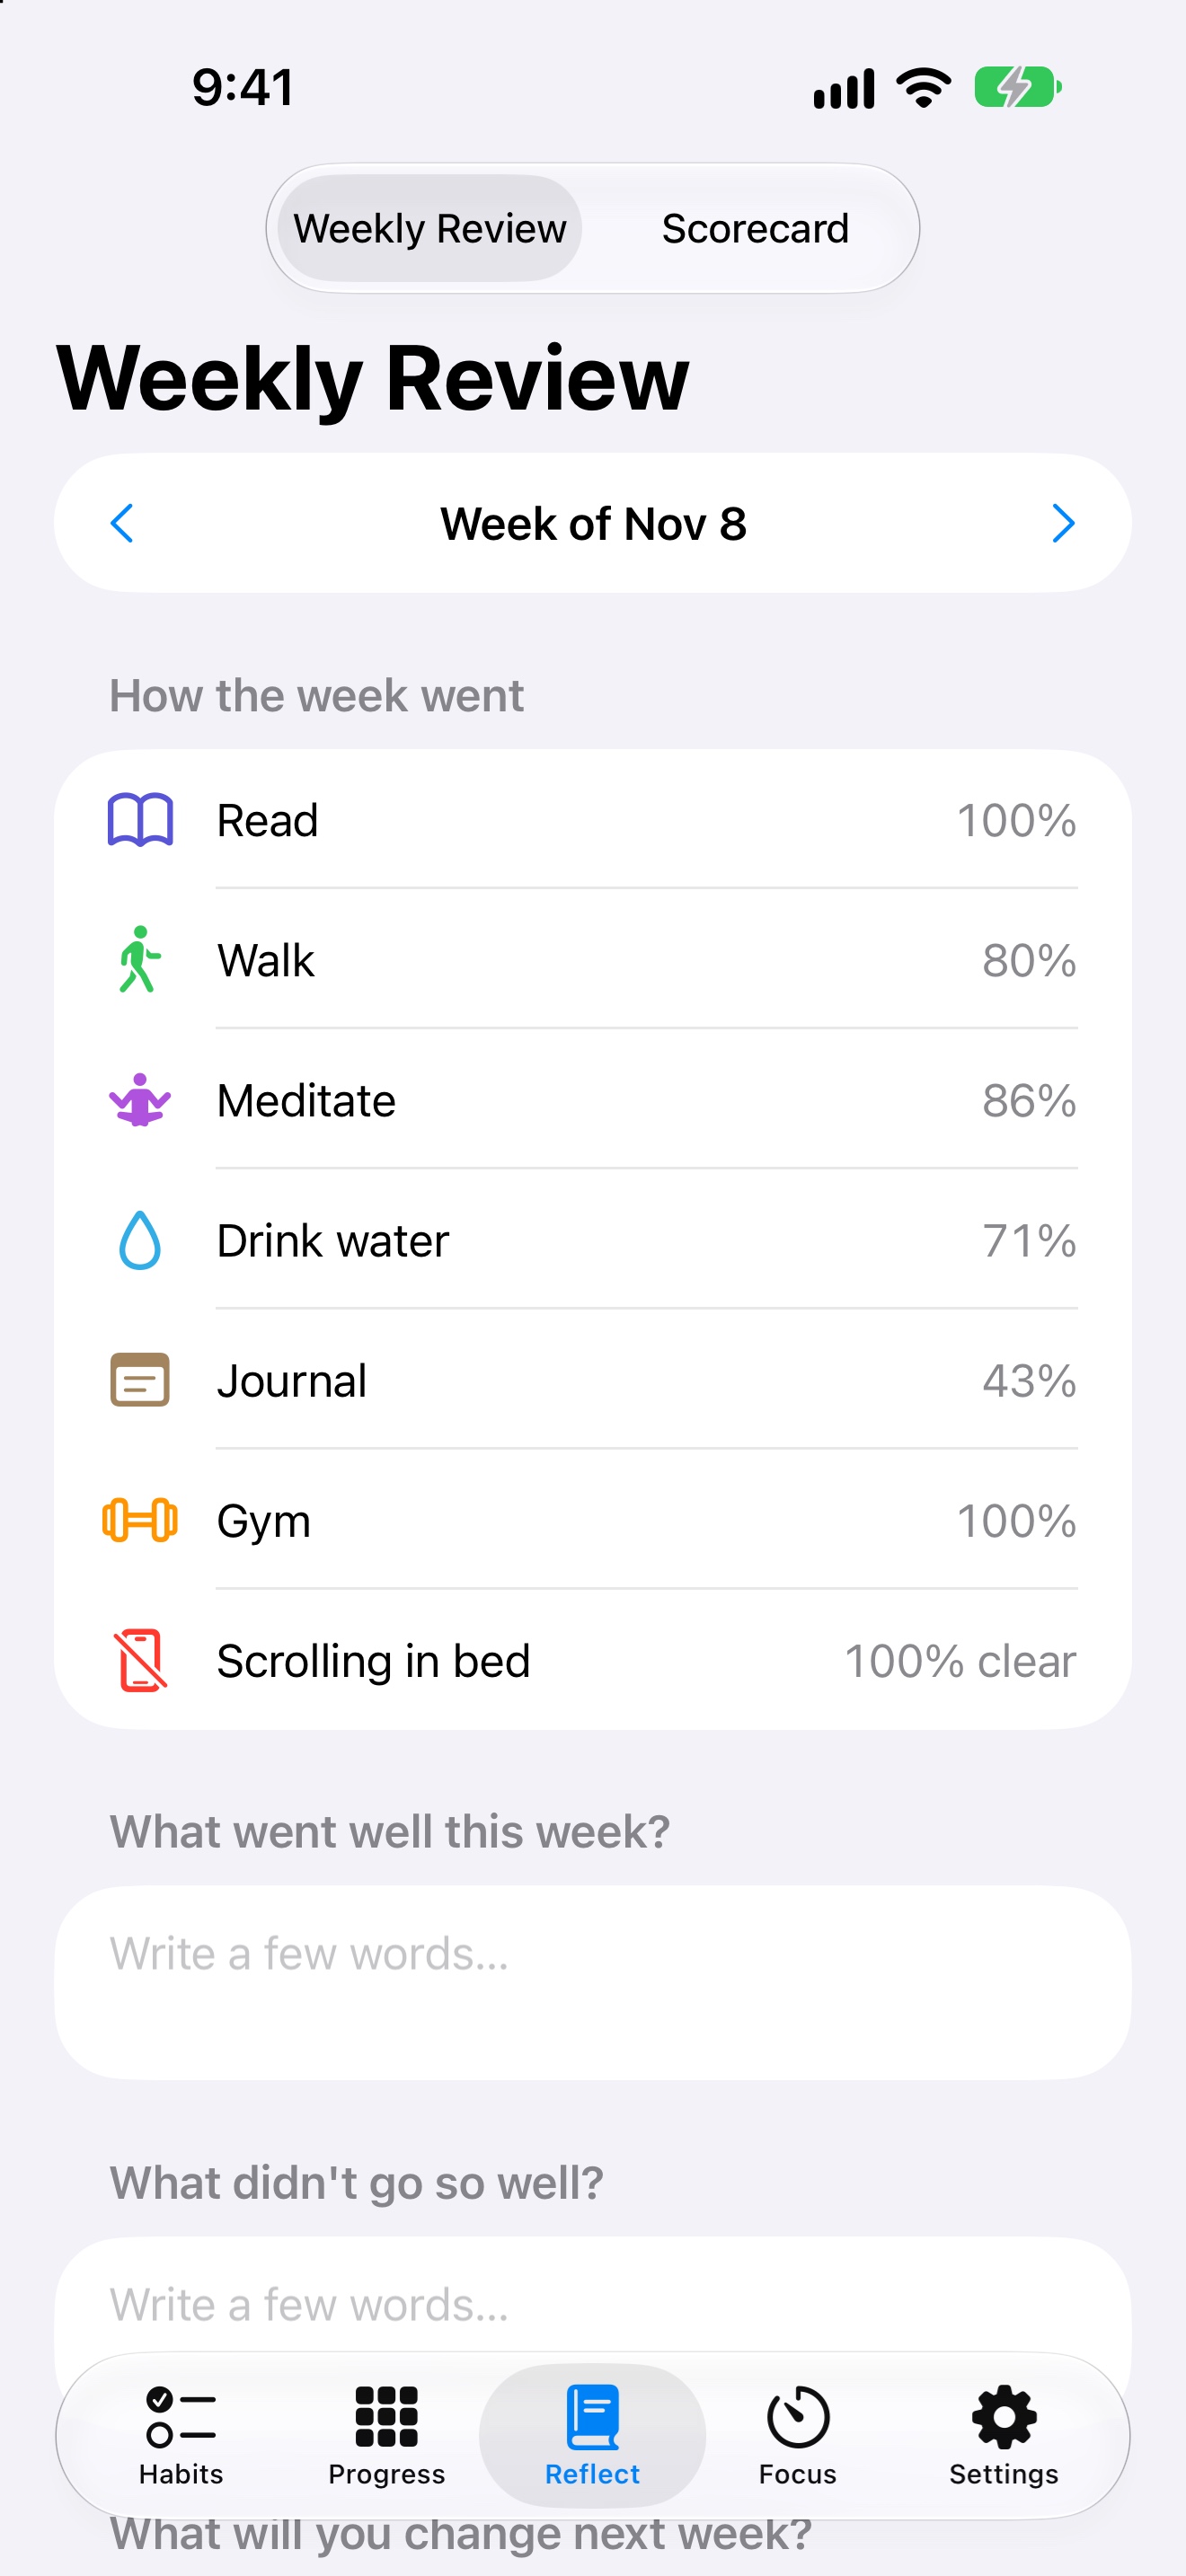 9:41
Weekly Review
Scorecard
Weekly Review
Week of Nov 8
How the week went
Read 100%
Walk 80%
Meditate 86%
Drink water 71%
Journal 43%
Gym 100%
Scrolling in bed 100% clear
What went well this week?
Write a few words...
What didn't go so well?
Write a few words...
Habits Progress Reflect Focus Settings
What will you change next week?